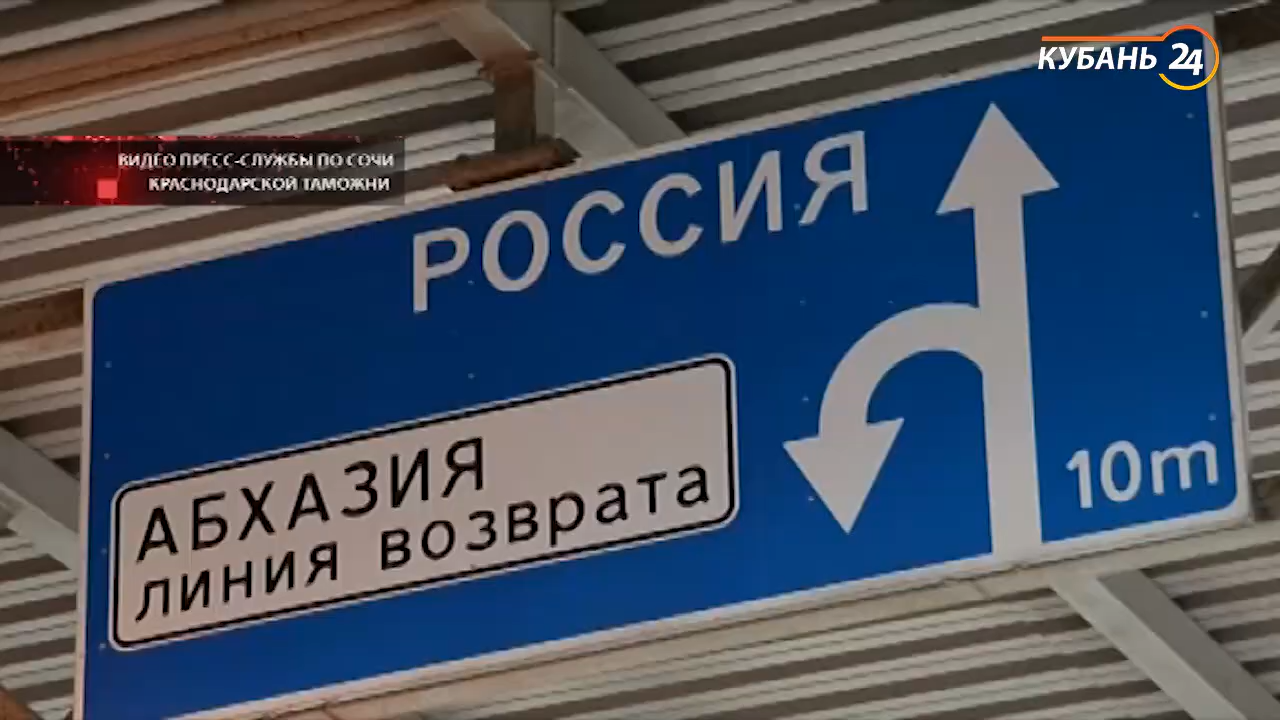 КУБАНЬ 24
ВИДЕО ПРЕСС-СЛУЖБЫ ПО СОЧИ
КРАСНОДАРСКОЙ ТАМОЖНИ
РОССИЯ
АБХАЗИЯ
линия возврата
10m